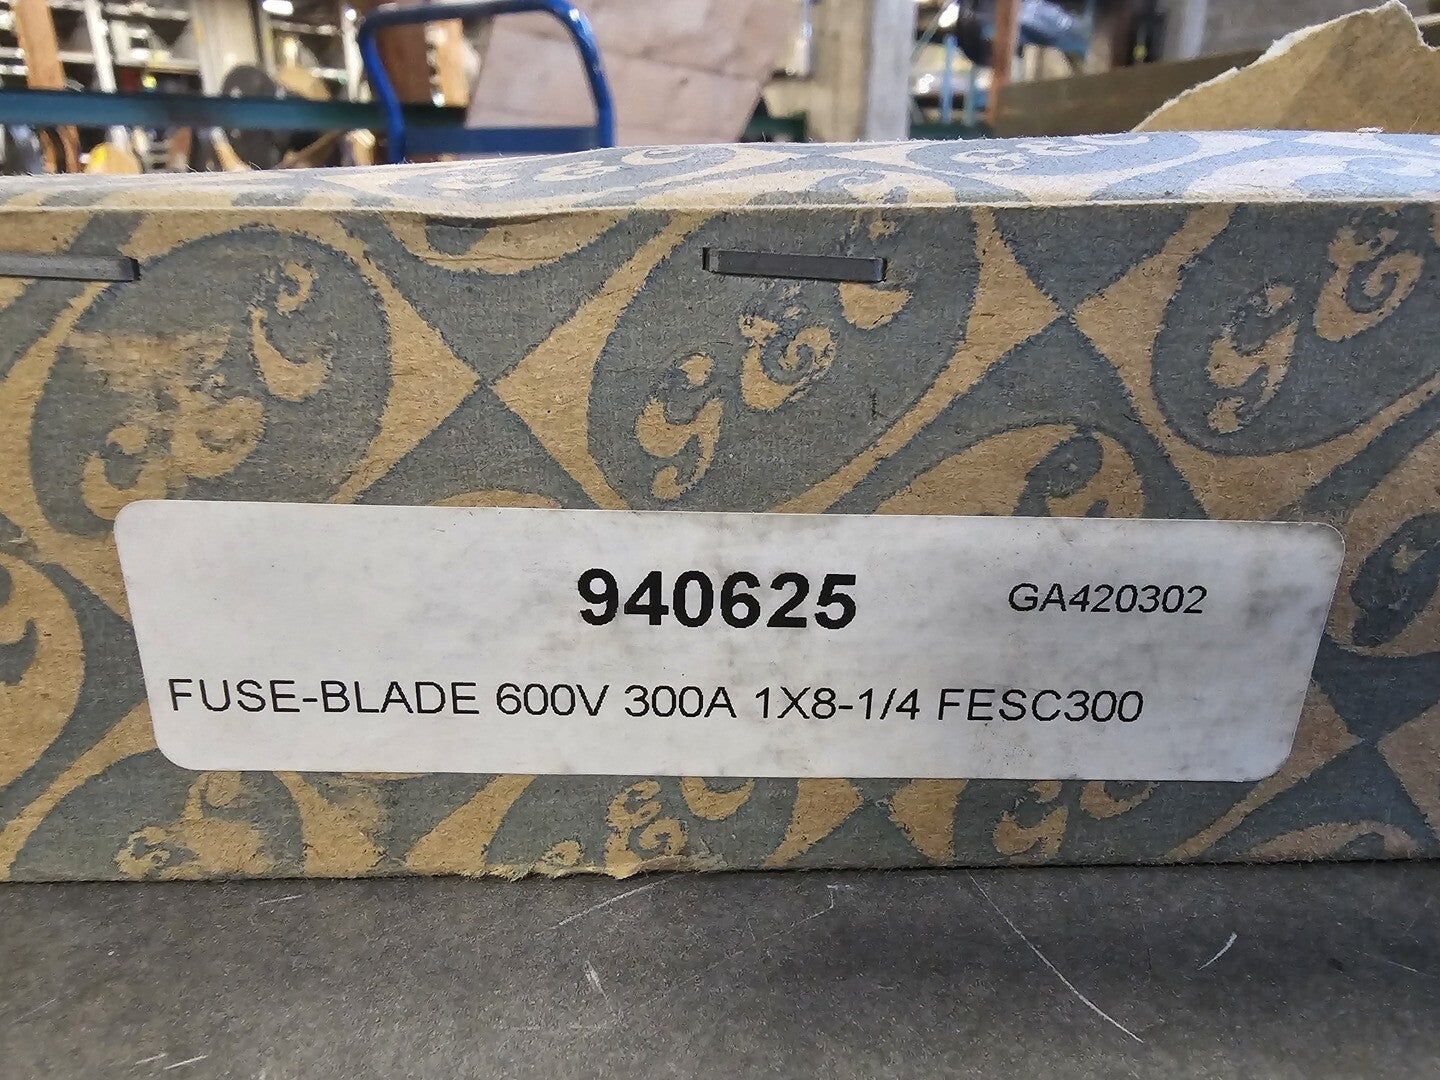 940625 GA420302
FUSE-BLADE 600V 300A 1X8-1/4 FESC300